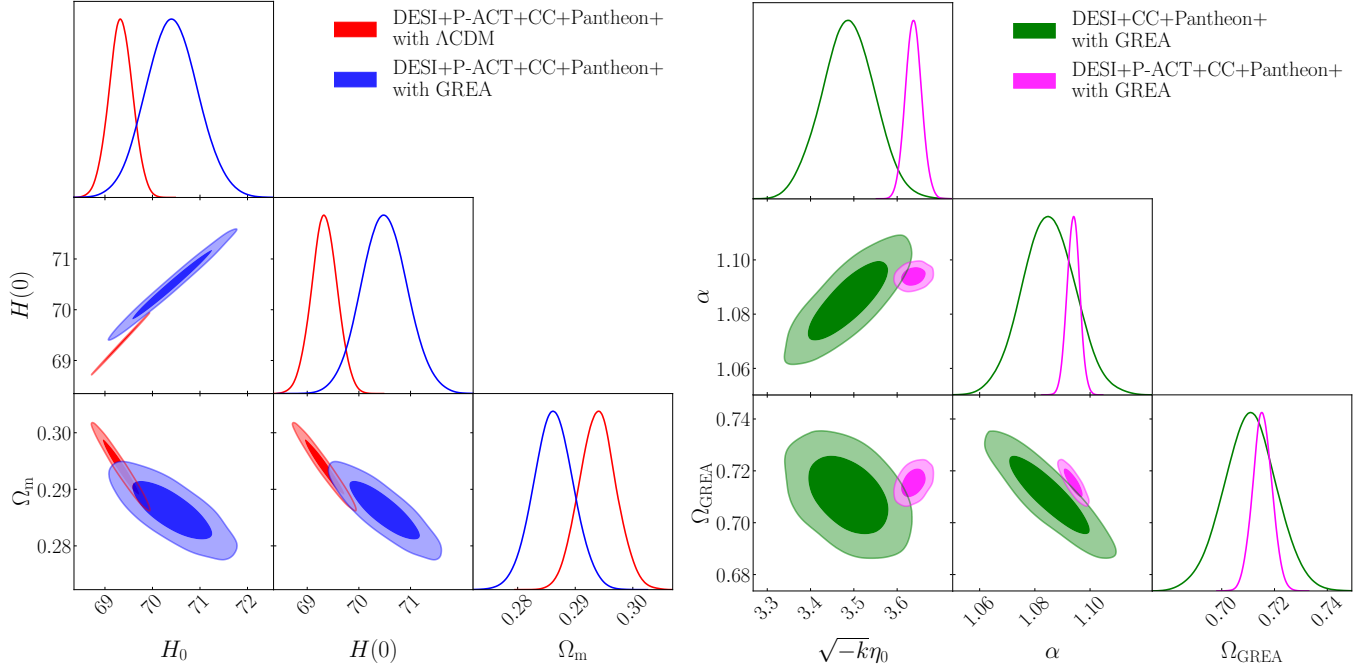 DESI+P-ACT+CC+Pantheon+
with ΛCDM
DESI+P-ACT+CC+Pantheon+
with GREA
71
70
69
H(0)
0.30
0.29
0.28
Ωm
69
70
71
72
H0
69
70
71
H(0)
0.28
0.29
0.30
Ωm
DESI+CC+Pantheon+
with GREA
DESI+P-ACT+CC+Pantheon+
with GREA
1.10
1.08
1.06
α
0.74
0.72
0.70
0.68
ΩGREA
3.3
3.4
3.5
3.6
√-kη0
1.06
1.08
1.10
α
0.70
0.72
0.74
ΩGREA